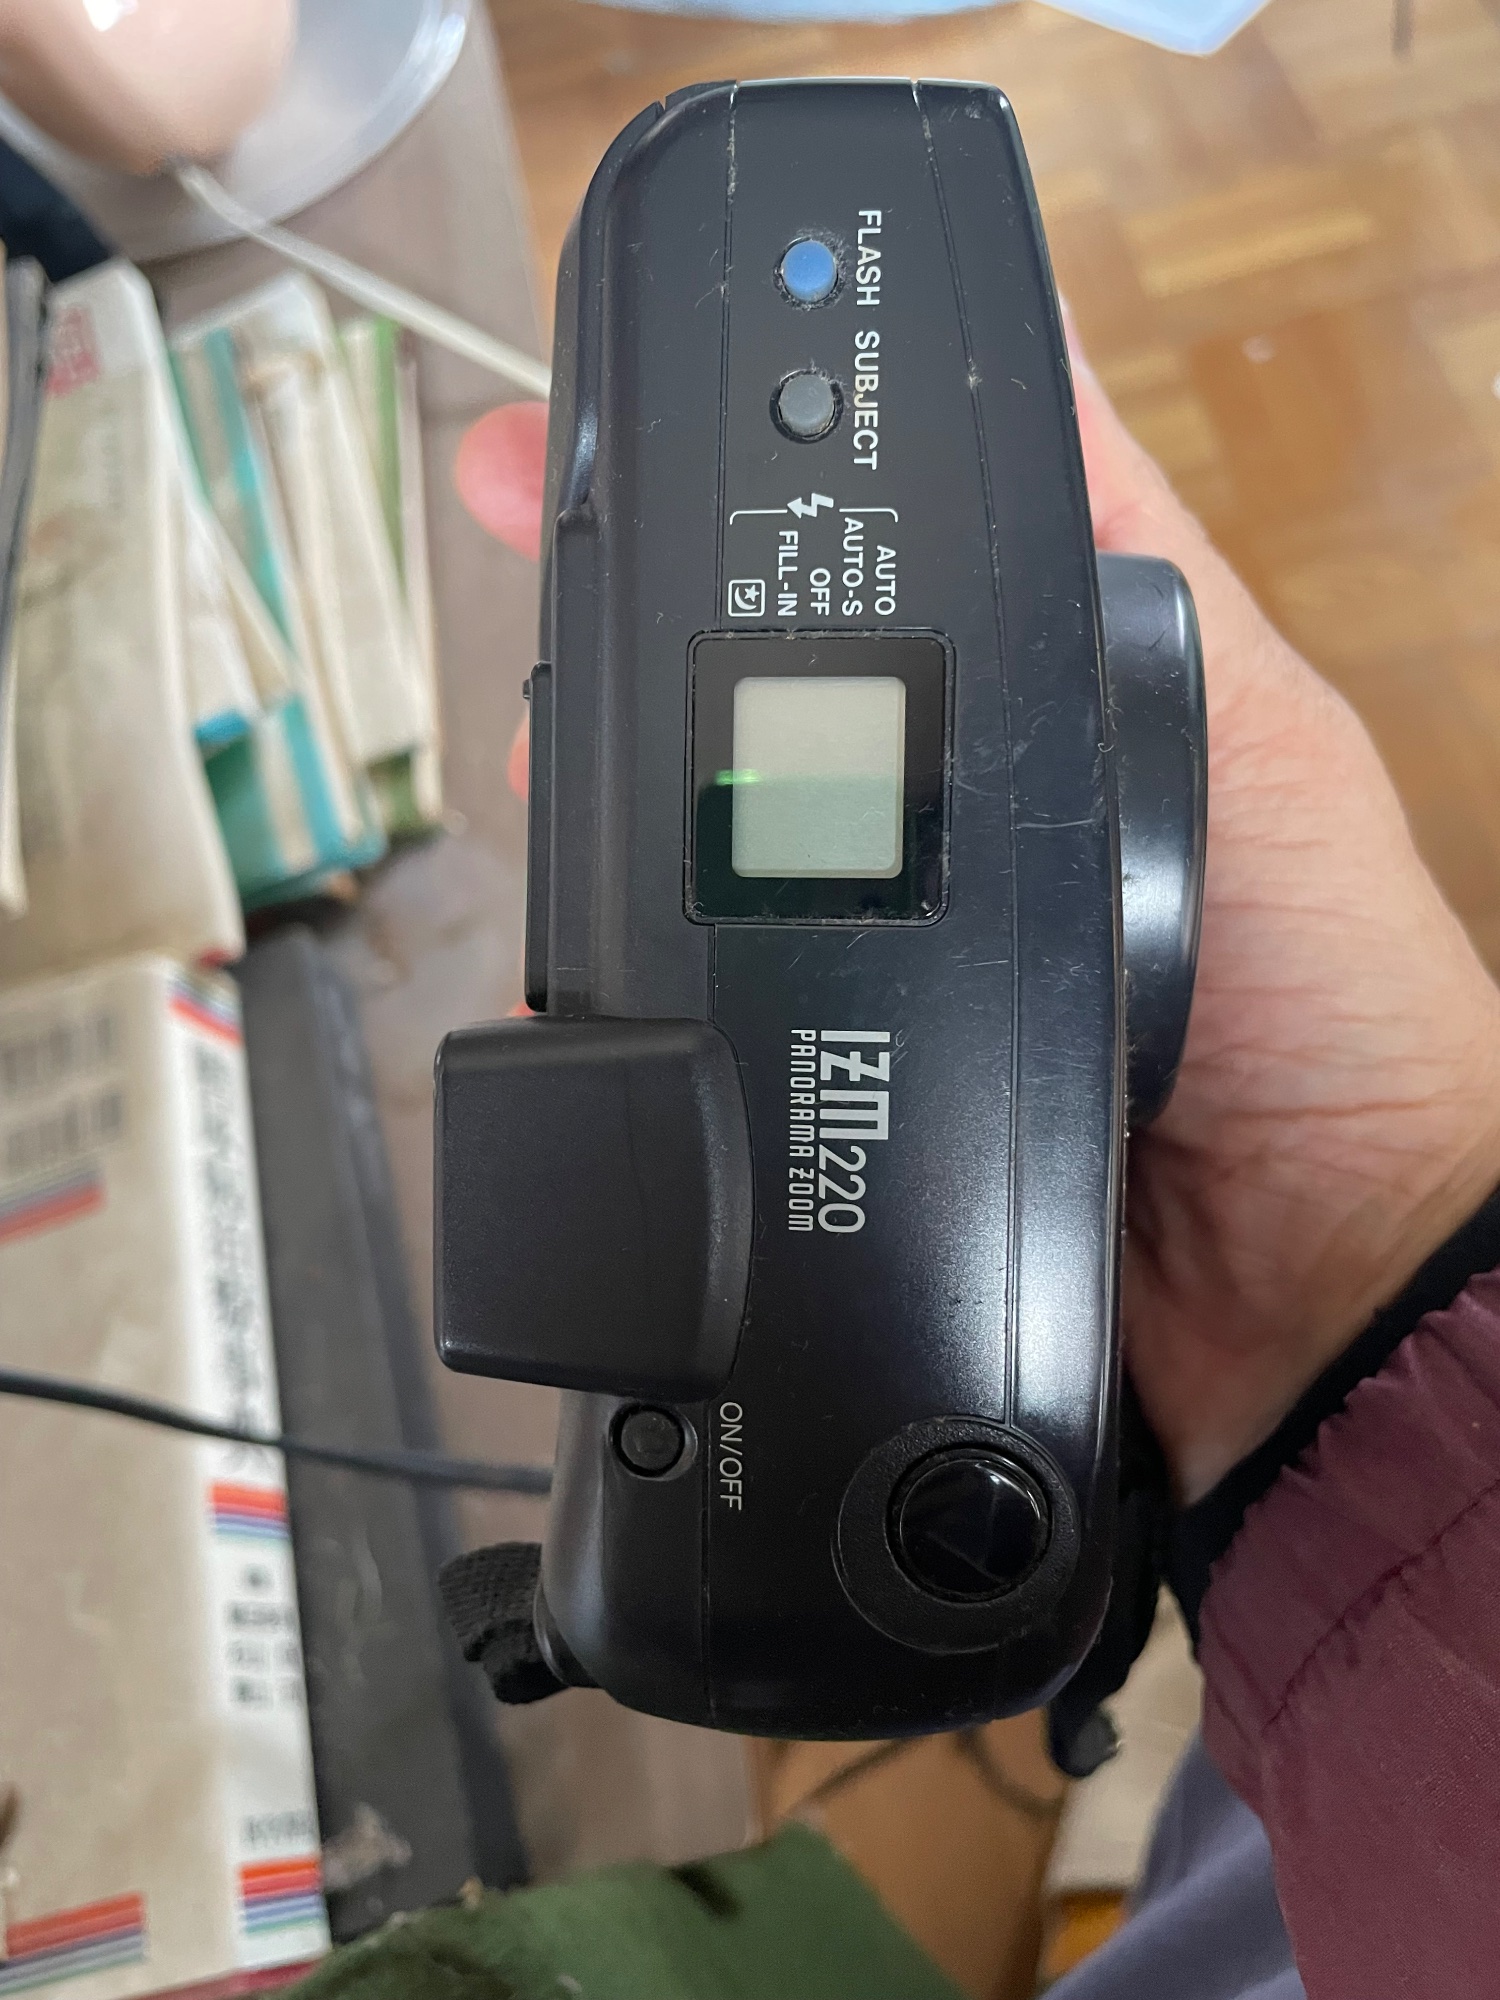 FLASH SUBJECT
AUTO
AUTO-S
OFF
FILL-IN
IZM220
PANORAMA ZOOM
ON/OFF